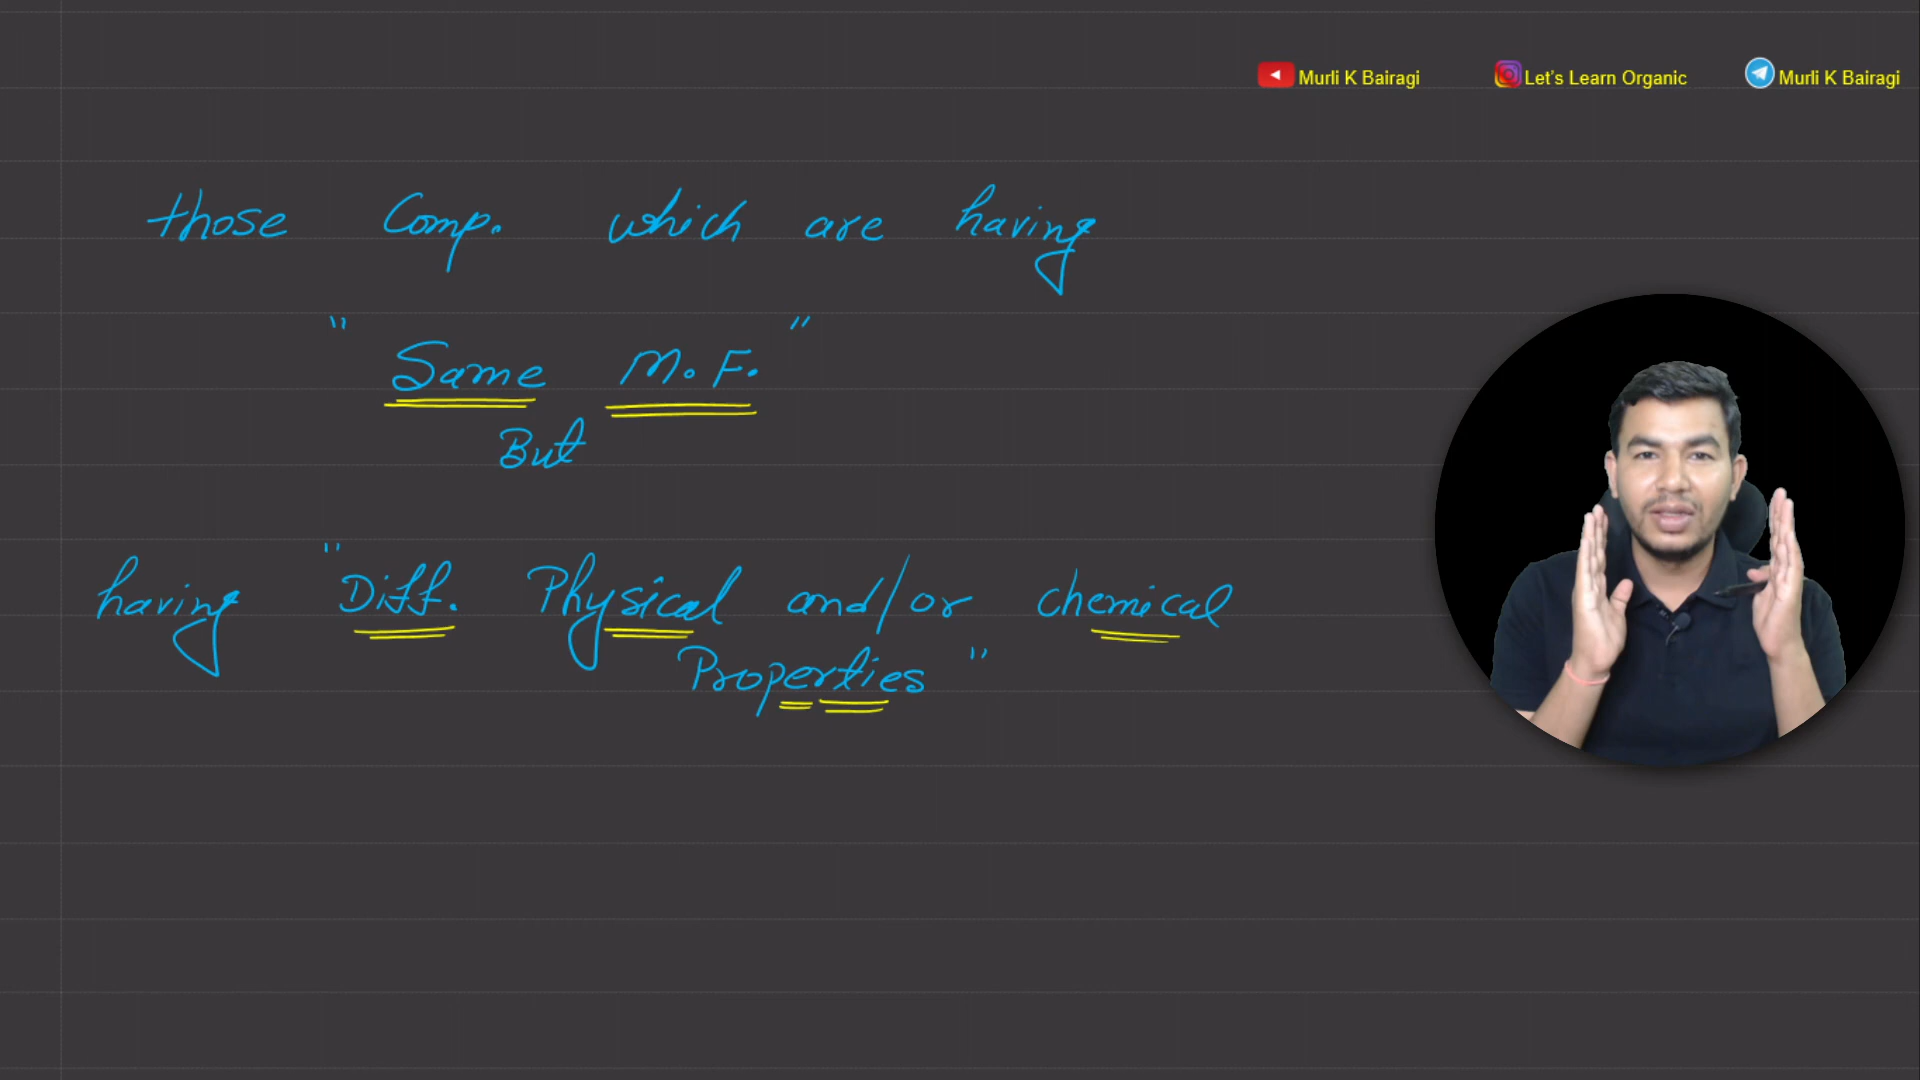 Murli K Bairagi Let's Learn Organic Murli K Bairagi
those Comp. which are having
" Same M.F. "
But
having "Diff. Physical and/or chemical
Properties "